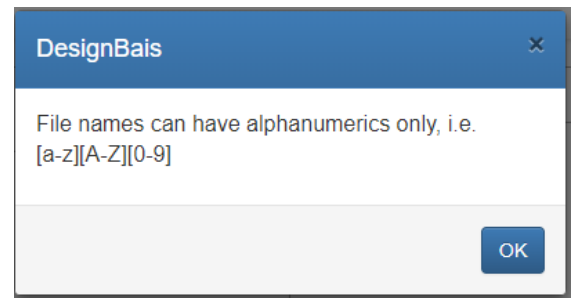 DesignBais
×
File names can have alphanumerics only, i.e.
[a-z][A-Z][0-9]
OK